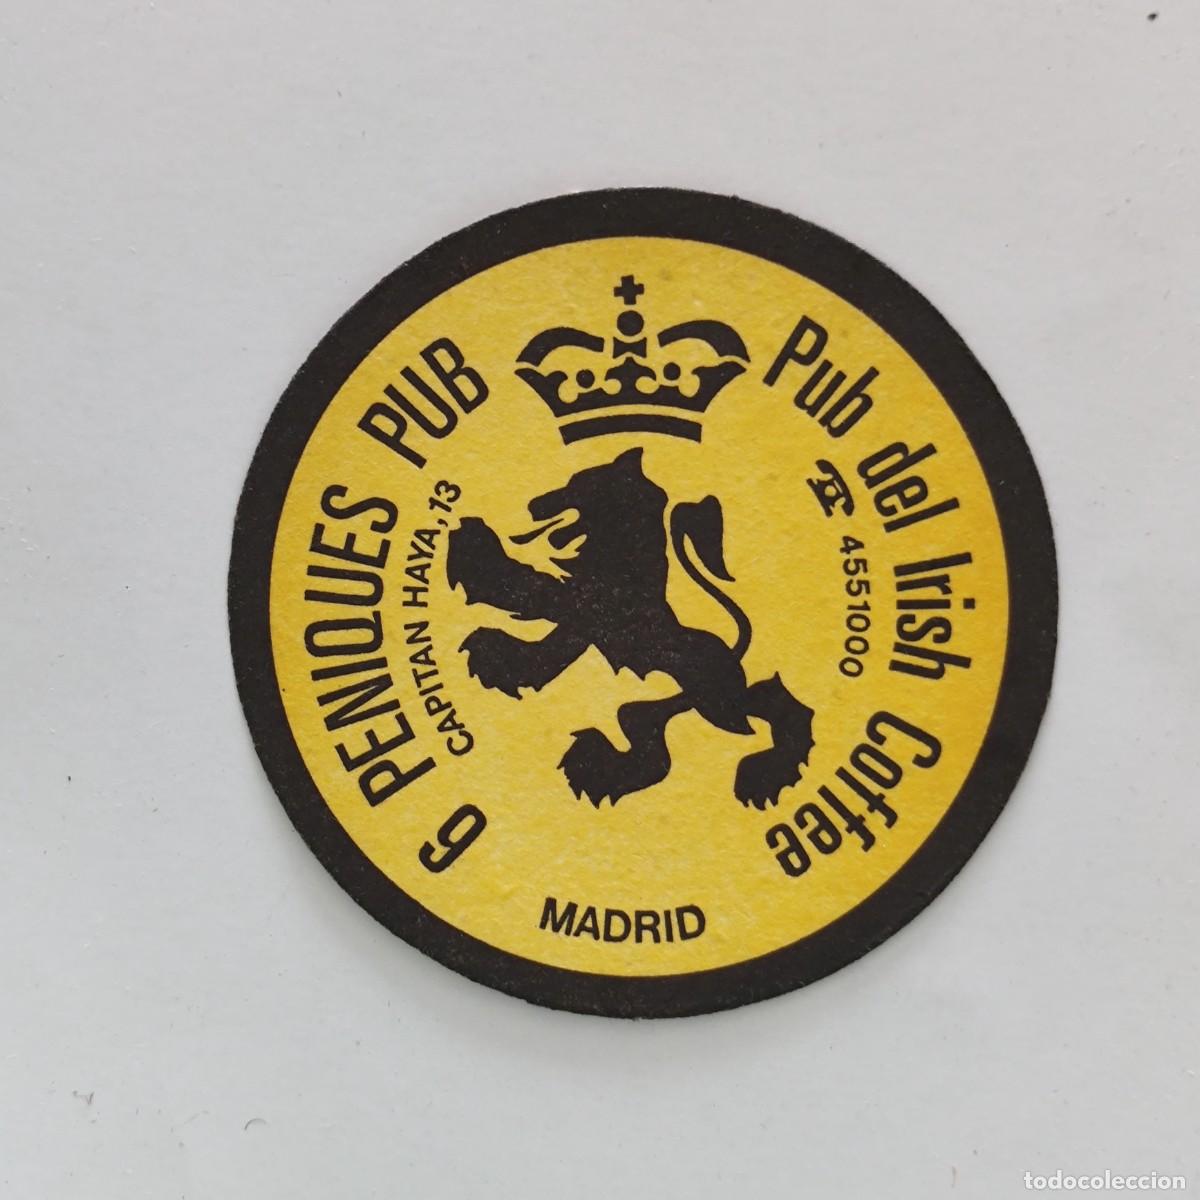 6 PENIQUES PUB
CAPITAN HAYA, 13
Pub del Irish Coffee
4551000
MADRID
todocoleccion